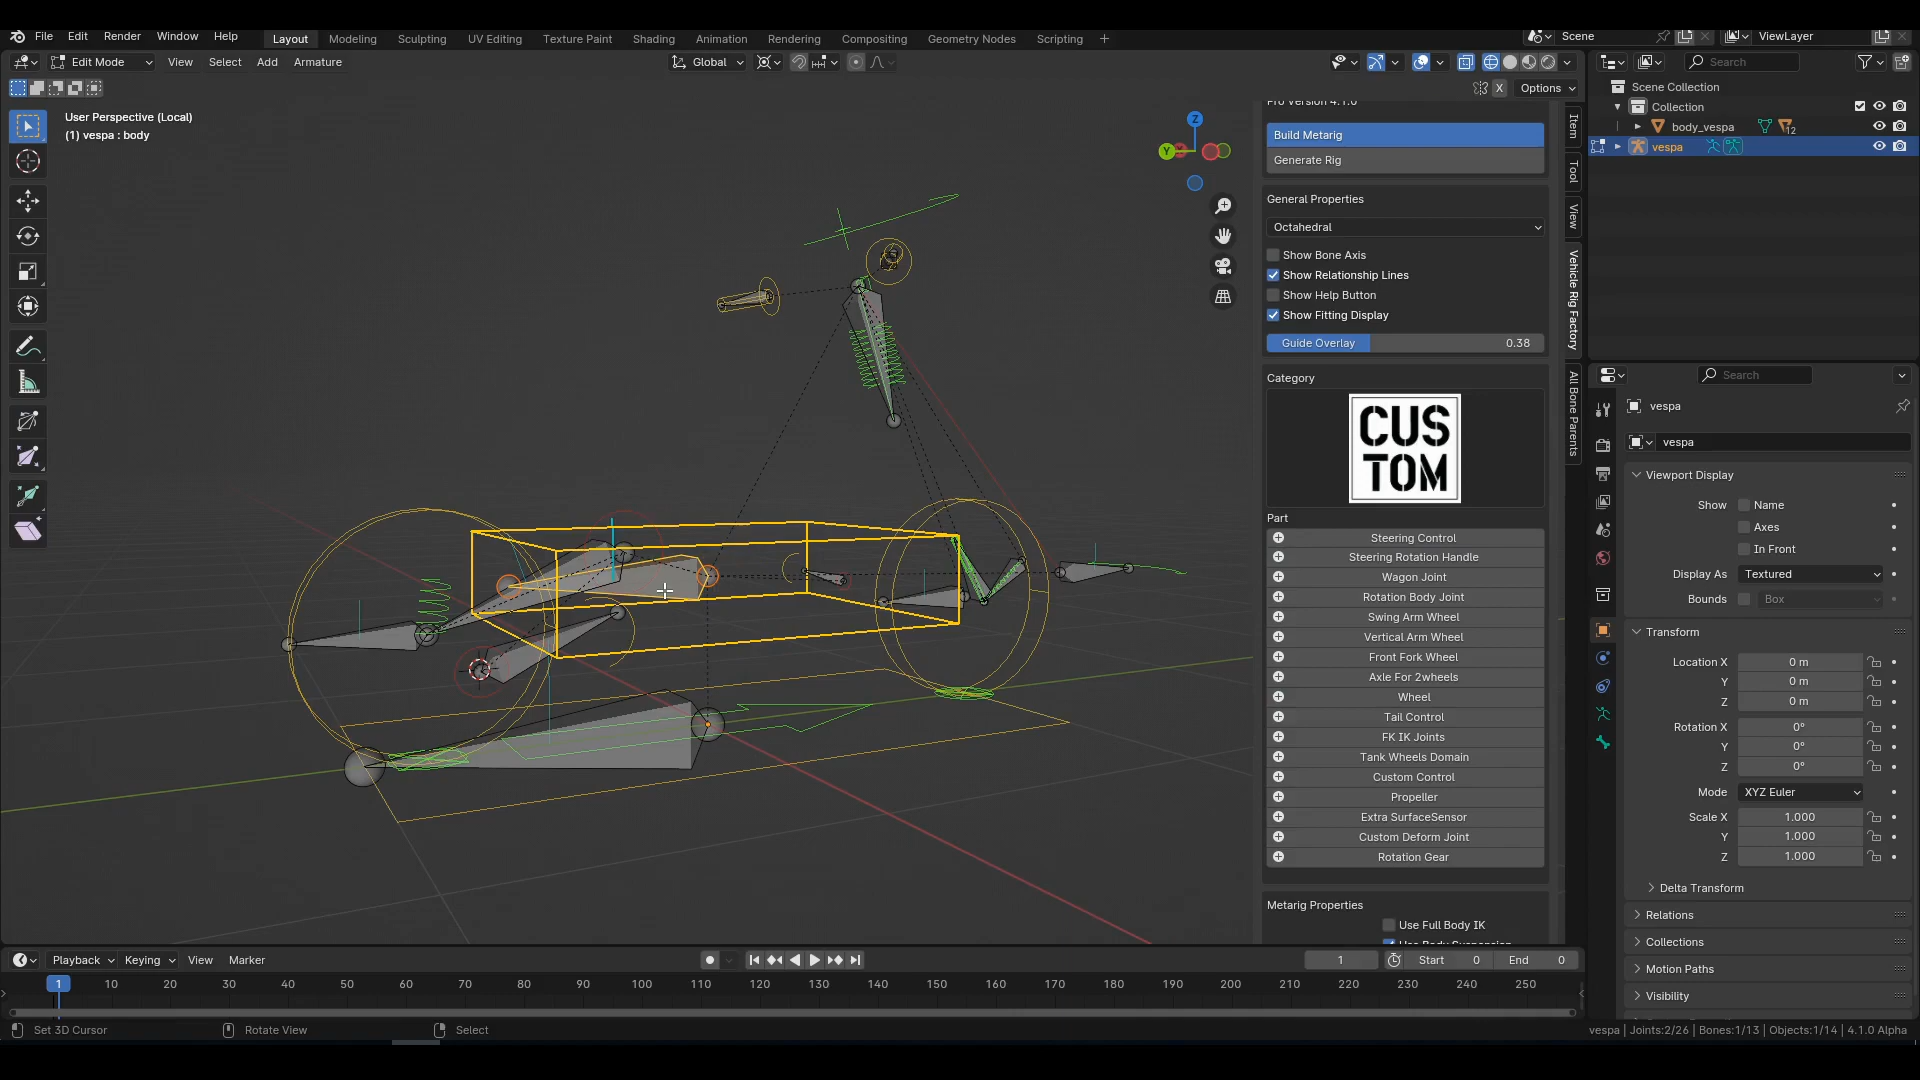 File Edit Render Window Help Layout Modeling Sculpting UV Editing Texture Paint Shading Animation Rendering Compositing Geometry Nodes Scripting + Scene ViewLayer
Edit Mode View Select Add Armature Global Search
X Options
User Perspective (Local)
(1) vespa : body
Z
Y
Pro Version 4.1.0
Build Metarig
Generate Rig
General Properties
Octahedral
Show Bone Axis
Show Relationship Lines
Show Help Button
Show Fitting Display
Guide Overlay 0.38
Category
CUS
TOM
Part
Steering Control
Steering Rotation Handle
Wagon Joint
Rotation Body Joint
Swing Arm Wheel
Vertical Arm Wheel
Front Fork Wheel
Axle For 2wheels
Wheel
Tail Control
FK IK Joints
Tank Wheels Domain
Custom Control
Propeller
Extra SurfaceSensor
Custom Deform Joint
Rotation Gear
Metarig Properties
Use Full Body IK
Use Body Suspension
Item
Tool
View
Vehicle Rig Factory
All Bone Parents
Scene Collection
Collection
body_vespa 12
vespa
Search
vespa
vespa
Viewport Display
Show Name
Axes
In Front
Display As Textured
Bounds Box
Transform
Location X 0 m
Y 0 m
Z 0 m
Rotation X 0°
Y 0°
Z 0°
Mode XYZ Euler
Scale X 1.000
Y 1.000
Z 1.000
Delta Transform
Relations
Collections
Motion Paths
Visibility
Playback Keying View Marker 1 Start 0 End 0
1 10 20 30 40 50 60 70 80 90 100 110 120 130 140 150 160 170 180 190 200 210 220 230 240 250
Set 3D Cursor Rotate View Select vespa | Joints:2/26 | Bones:1/13 | Objects:1/14 | 4.1.0 Alpha